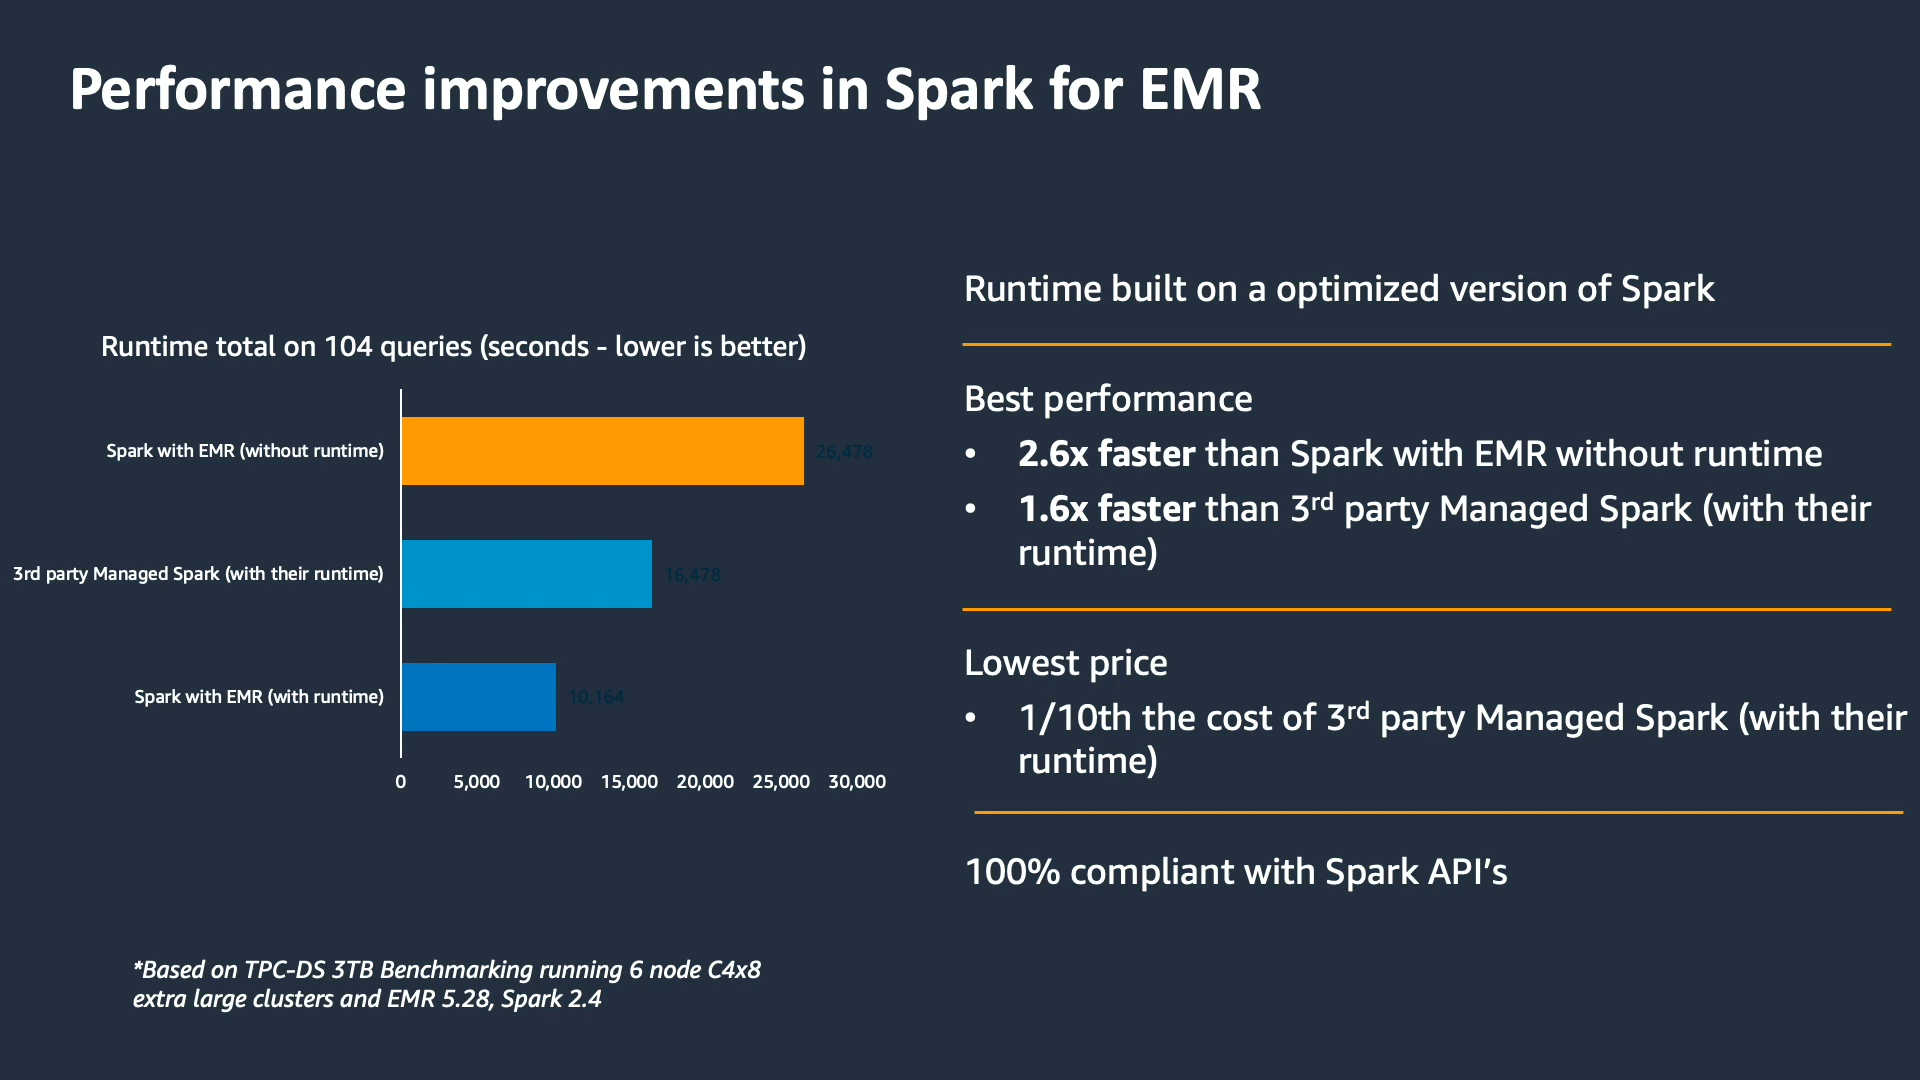 Performance improvements in Spark for EMR
Runtime total on 104 queries (seconds - lower is better)
Spark with EMR (without runtime)
26,478
3rd party Managed Spark (with their runtime)
16,478
Spark with EMR (with runtime)
10,164
0 5,000 10,000 15,000 20,000 25,000 30,000
*Based on TPC-DS 3TB Benchmarking running 6 node C4x8
extra large clusters and EMR 5.28, Spark 2.4
Runtime built on a optimized version of Spark
Best performance
• 2.6x faster than Spark with EMR without runtime
• 1.6x faster than 3rd party Managed Spark (with their
runtime)
Lowest price
• 1/10th the cost of 3rd party Managed Spark (with their
runtime)
100% compliant with Spark API's